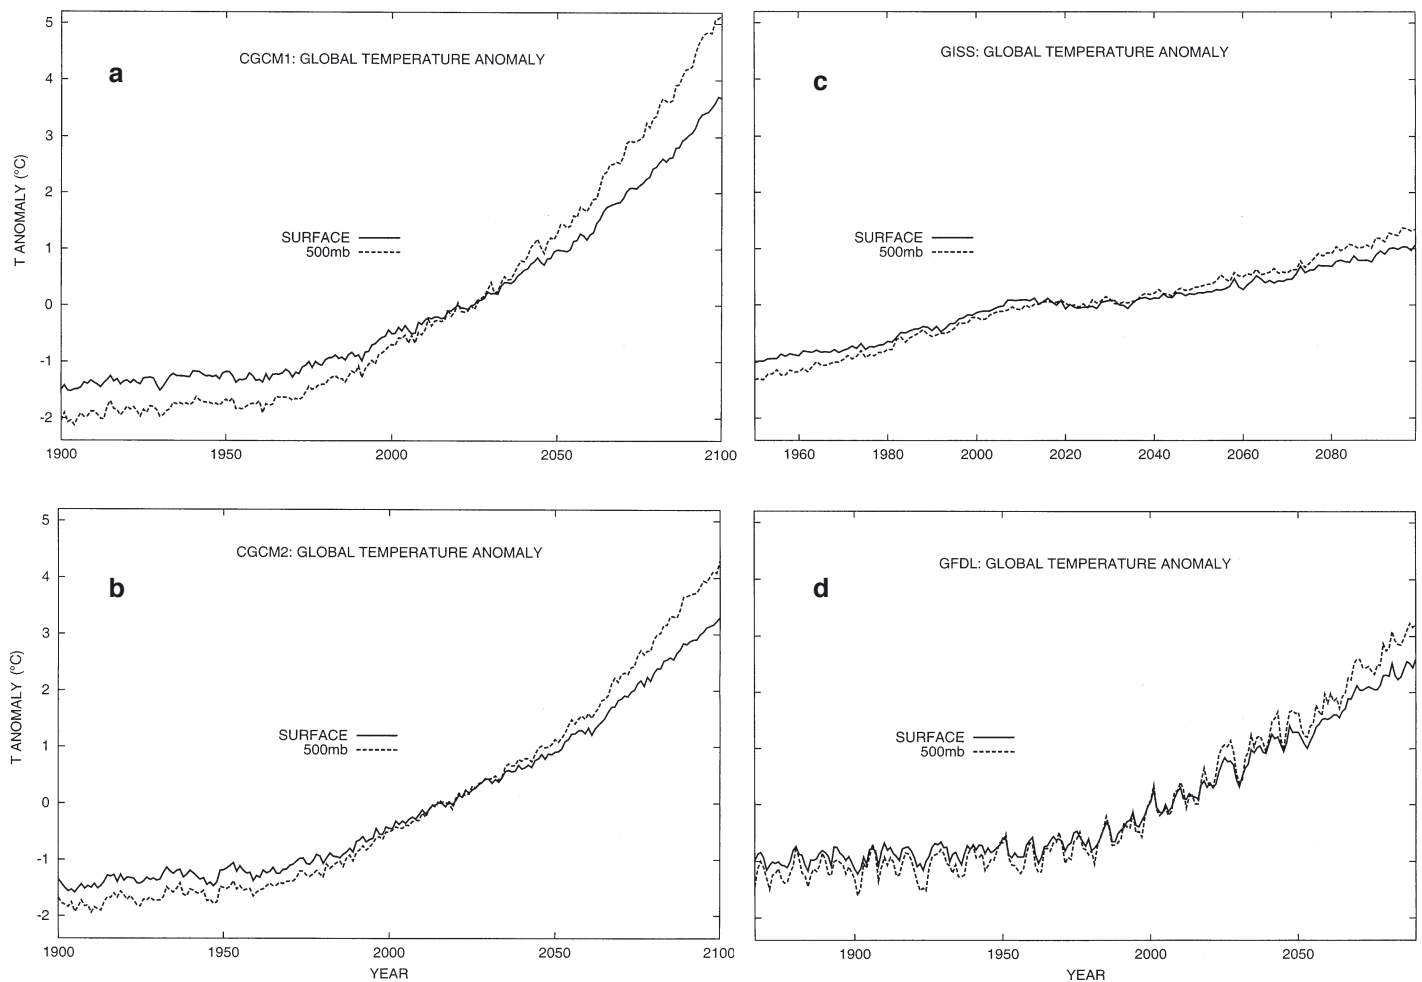 a
CGCM1: GLOBAL TEMPERATURE ANOMALY
T ANOMALY (°C)
5
4
3
2
1
0
-1
-2
SURFACE
500mb
1900
1950
2000
2050
2100
c
GISS: GLOBAL TEMPERATURE ANOMALY
SURFACE
500mb
1960
1980
2000
2020
2040
2060
2080
b
CGCM2: GLOBAL TEMPERATURE ANOMALY
T ANOMALY (°C)
5
4
3
2
1
0
-1
-2
SURFACE
500mb
1900
1950
2000
2050
2100
YEAR
d
GFDL: GLOBAL TEMPERATURE ANOMALY
SURFACE
500mb
1900
1950
2000
2050
YEAR